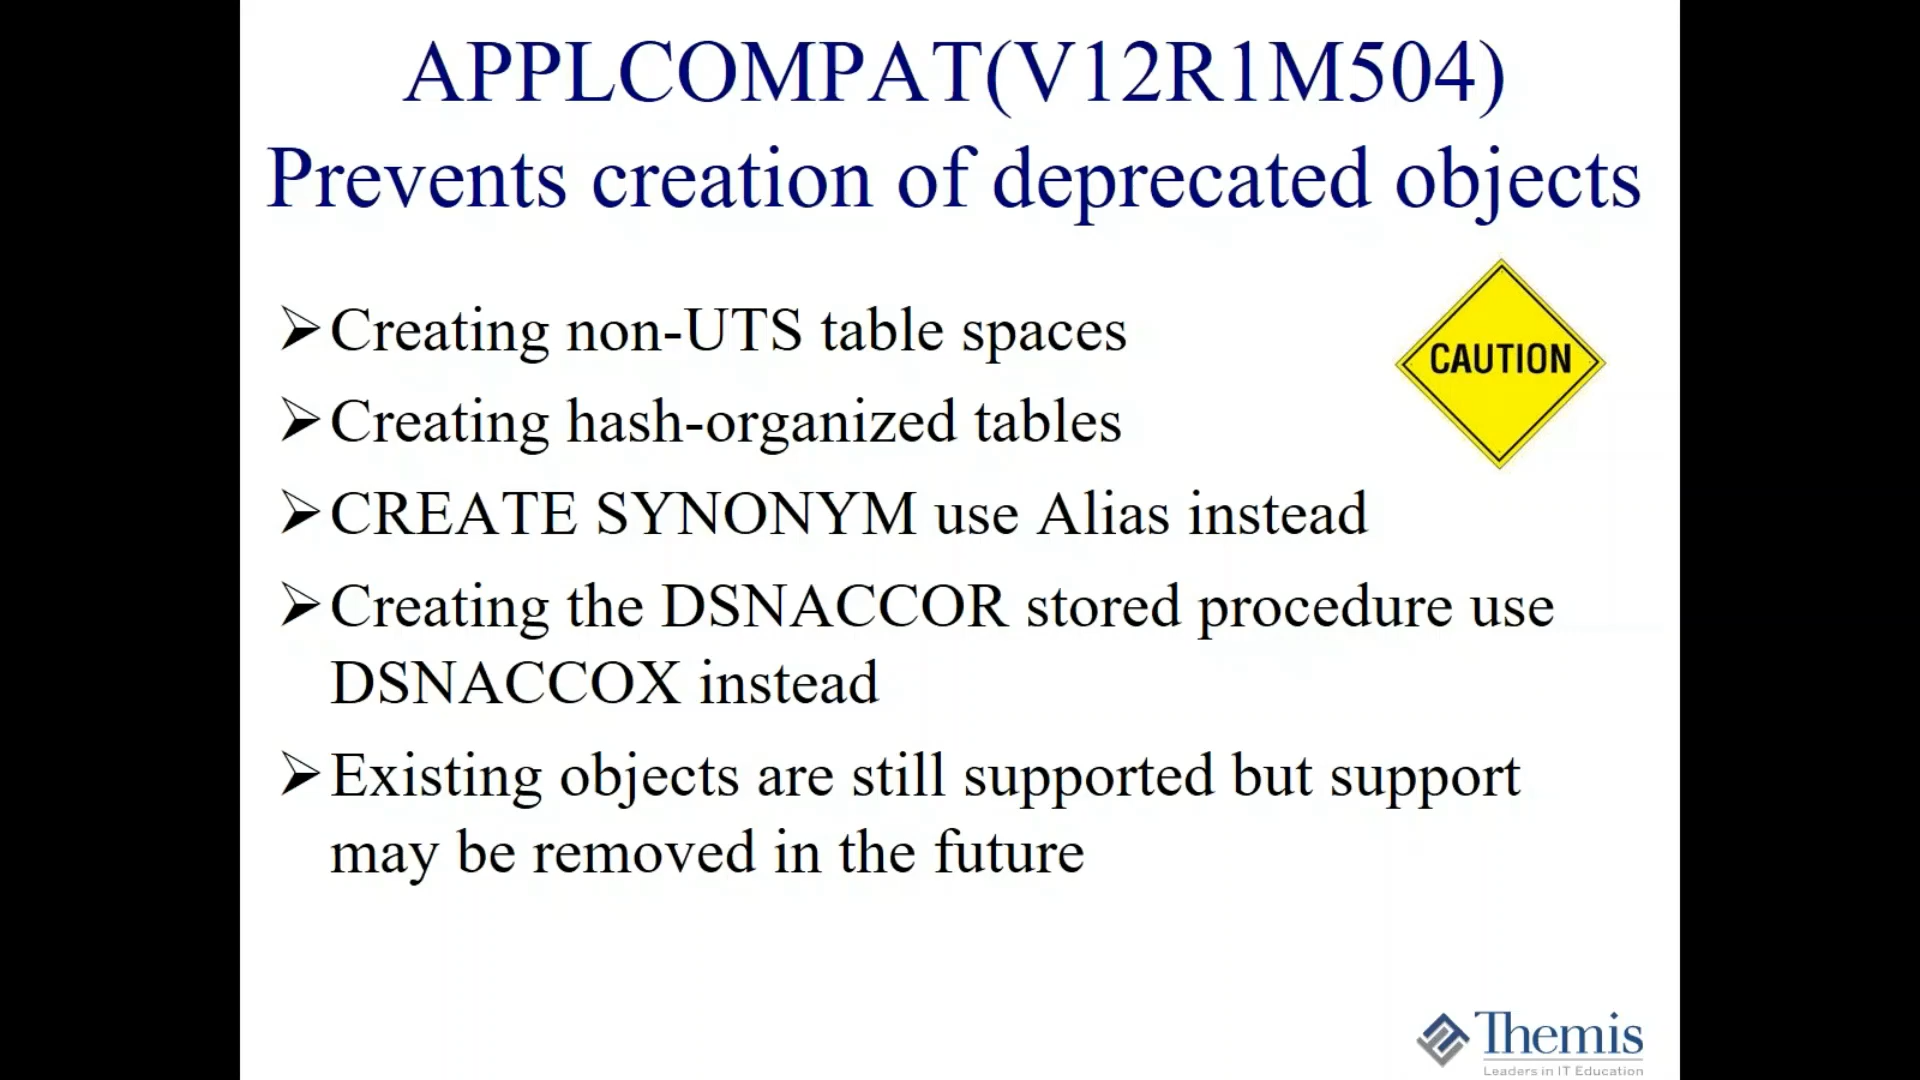 APPLCOMPAT(V12R1M504)
Prevents creation of deprecated objects
➢Creating non-UTS table spaces
CAUTION
➢Creating hash-organized tables
➢CREATE SYNONYM use Alias instead
➢Creating the DSNACCOR stored procedure use
DSNACCOX instead
➢Existing objects are still supported but support
may be removed in the future
Themis
Leaders in IT Education